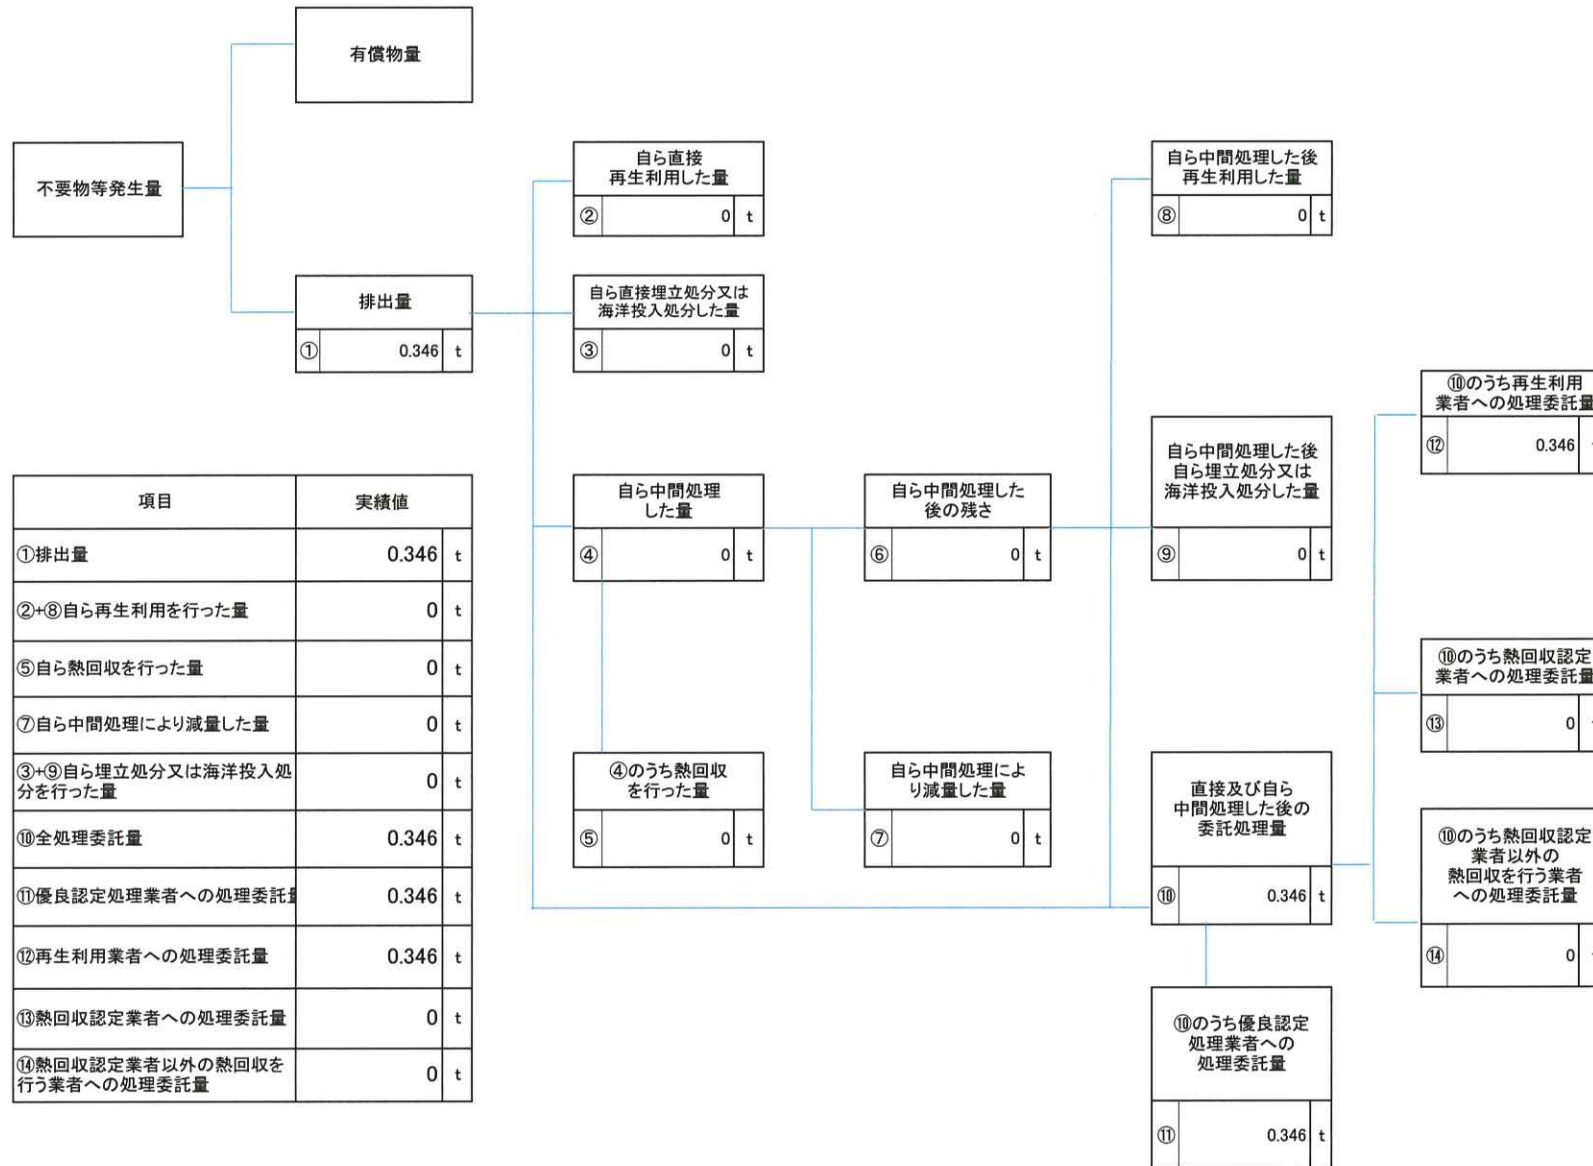 有償物量
不要物等発生量
自ら直接
再生利用した量
② 0 t
自ら中間処理した後
再生利用した量
⑧ 0 t
排出量
① 0.346 t
自ら直接埋立処分又は
海洋投入処分した量
③ 0 t
⑩のうち再生利用
業者への処理委託量
⑫ 0.346
自ら中間処理
した量
④ 0 t
自ら中間処理した
後の残さ
⑥ 0 t
自ら中間処理した後
自ら埋立処分又は
海洋投入処分した量
⑨ 0 t
⑩のうち熱回収認定
業者への処理委託量
⑬ 0
④のうち熱回収
を行った量
⑤ 0 t
自ら中間処理によ
り減量した量
⑦ 0 t
直接及び自ら
中間処理した後の
委託処理量
⑩ 0.346 t
⑩のうち熱回収認定
業者以外の
熱回収を行う業者
への処理委託量
⑭ 0
⑩のうち優良認定
処理業者への
処理委託量
⑪ 0.346 t
項目 実績値
①排出量 0.346 t
②+⑧自ら再生利用を行った量 0 t
⑤自ら熱回収を行った量 0 t
⑦自ら中間処理により減量した量 0 t
③+⑨自ら埋立処分又は海洋投入処
分を行った量 0 t
⑩全処理委託量 0.346 t
⑪優良認定処理業者への処理委託量 0.346 t
⑫再生利用業者への処理委託量 0.346 t
⑬熱回収認定業者への処理委託量 0 t
⑭熱回収認定業者以外の熱回収を
行う業者への処理委託量 0 t